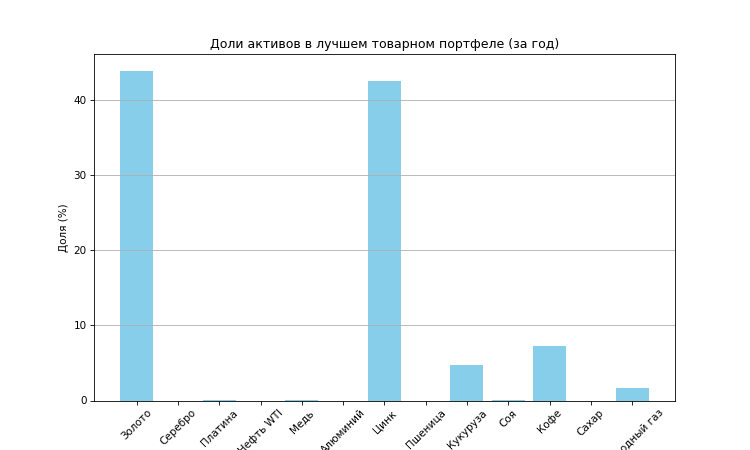 Доли активов в лучшем товарном портфеле (за год)
Доля (%)
40
30
20
10
0
Золото
Серебро
Платина
Нефть WTI
Медь
Алюминий
Цинк
Пшеница
Кукуруза
Соя
Кофе
Сахар
газ